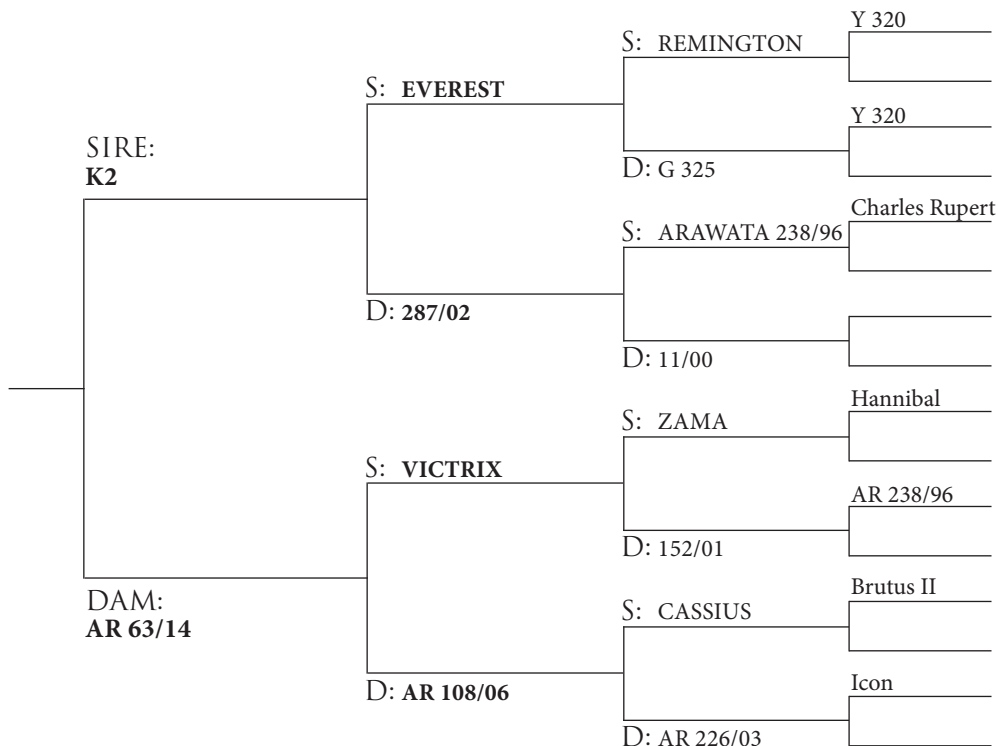 Y 320
S: REMINGTON
S: EVEREST
Y 320
SIRE:
K2
D: G 325
Charles Rupert
S: ARAWATA 238/96
D: 287/02
D: 11/00
Hannibal
S: ZAMA
S: VICTRIX
AR 238/96
D: 152/01
DAM:
AR 63/14
Brutus II
S: CASSIUS
D: AR 108/06
Icon
D: AR 226/03